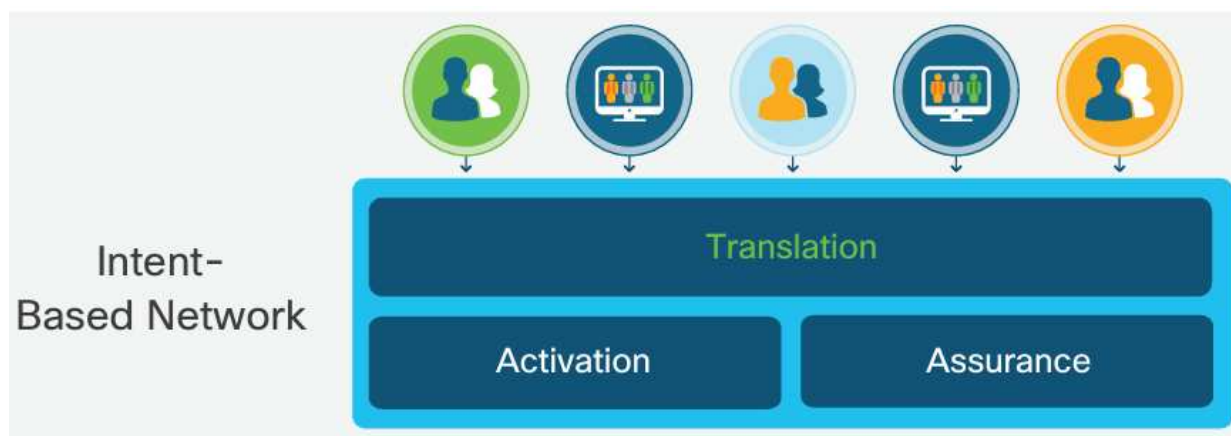 Translation
Intent-
Based Network
Activation
Assurance